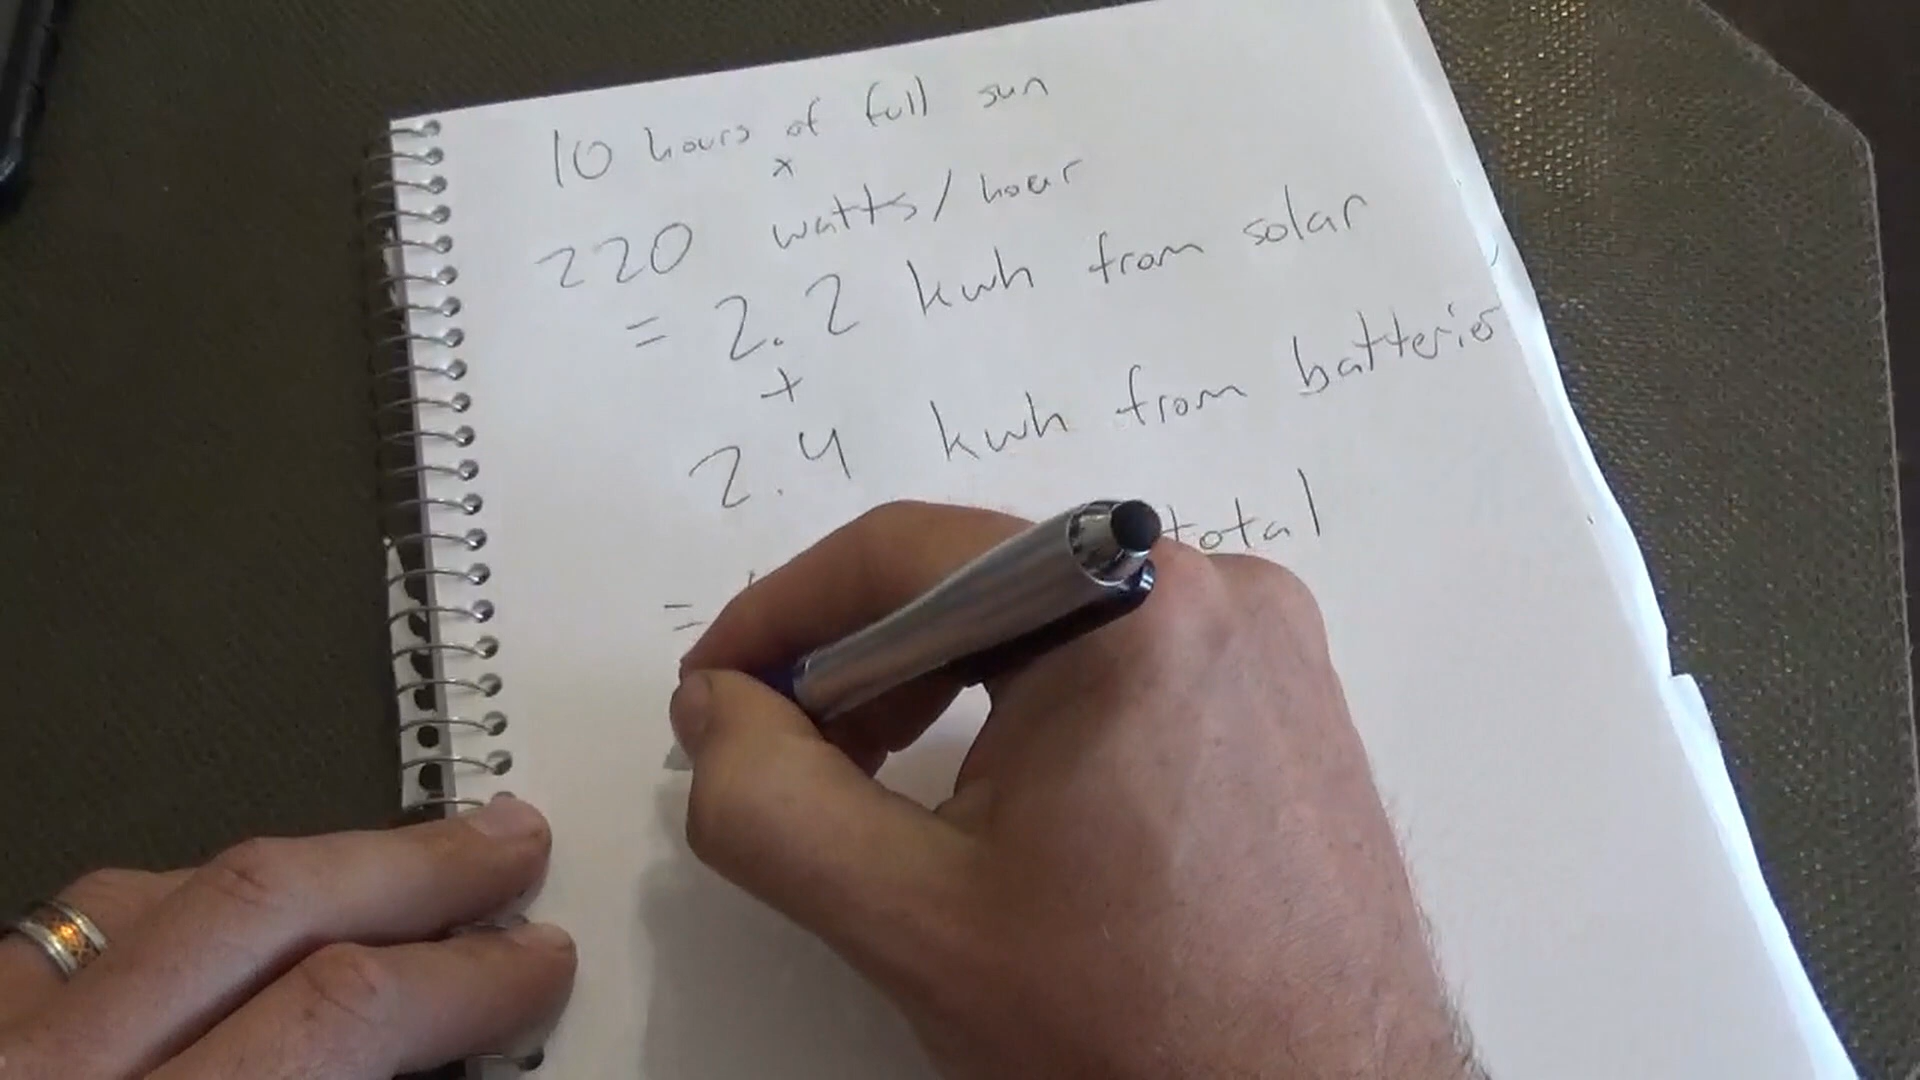 10 hours of full sun
x
220 watts/hour
= 2.2 kwh from solar
+
2.4 kwh from batteries
= total